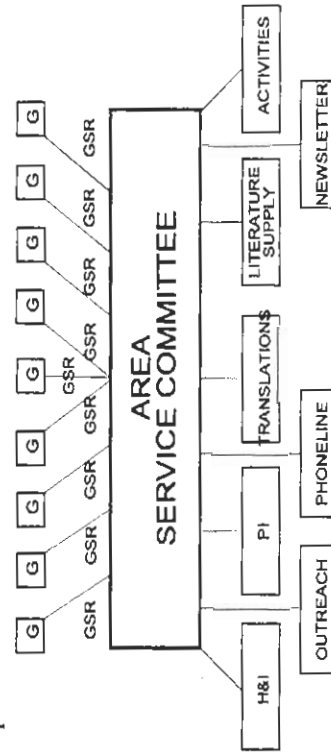 G G G G G G G G G
GSR
GSR GSR GSR GSR GSR GSR GSR GSR
AREA
SERVICE COMMITTEE
H&I
PI
TRANSLATIONS
LITERATURE
SUPPLY
ACTIVITIES
OUTREACH
PHONELINE
NEWSLETTER